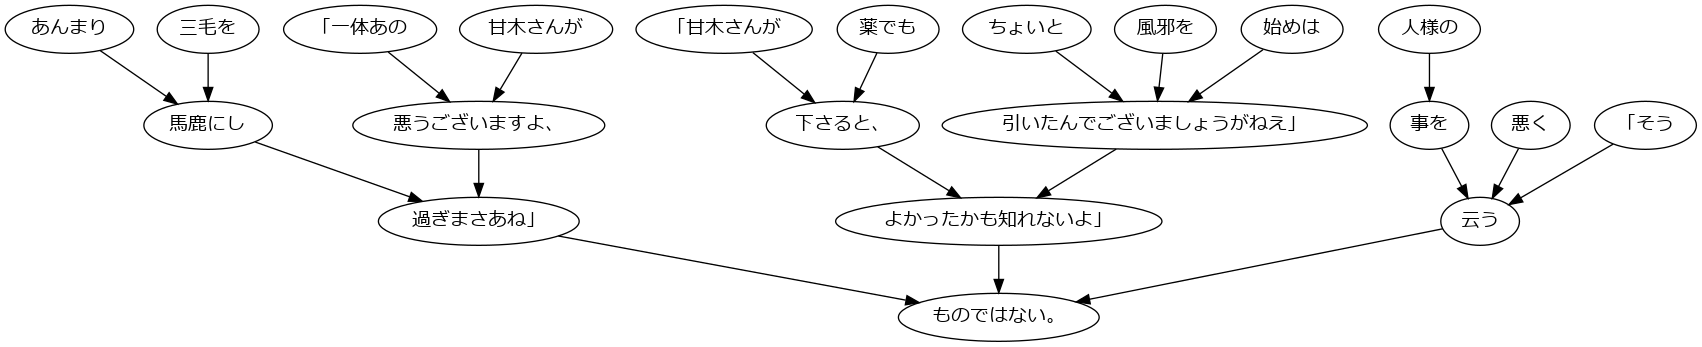 あんまり 三毛を 「一体あの 甘木さんが 「甘木さんが 薬でも ちょいと 風邪を 始めは 人様の
馬鹿にし 悪うございますよ、 下さると、 引いたんでございましょうがねえ」 事を 悪く 「そう
過ぎまさあね」 よかったかも知れないよ」 云う
ものではない。